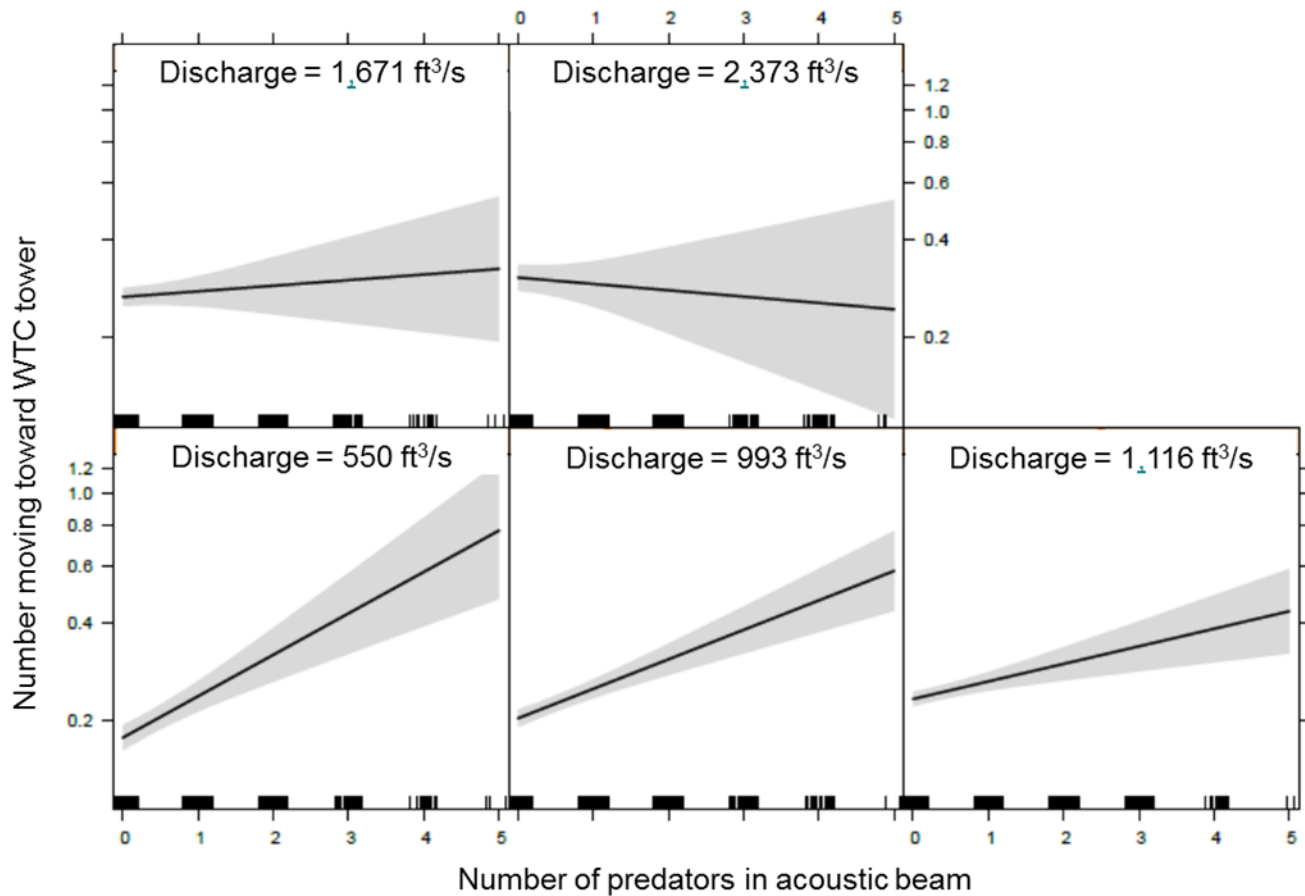 0 1 2 3 4 5
Discharge = 1,671 ft³/s
Discharge = 2,373 ft³/s
1.2
1.0
0.8
0.6
0.4
0.2
Number moving toward WTC tower
Discharge = 550 ft³/s
Discharge = 993 ft³/s
Discharge = 1,116 ft³/s
1.2
1.0
0.8
0.6
0.4
0.2
0 1 2 3 4 5
0 1 2 3 4 5
Number of predators in acoustic beam